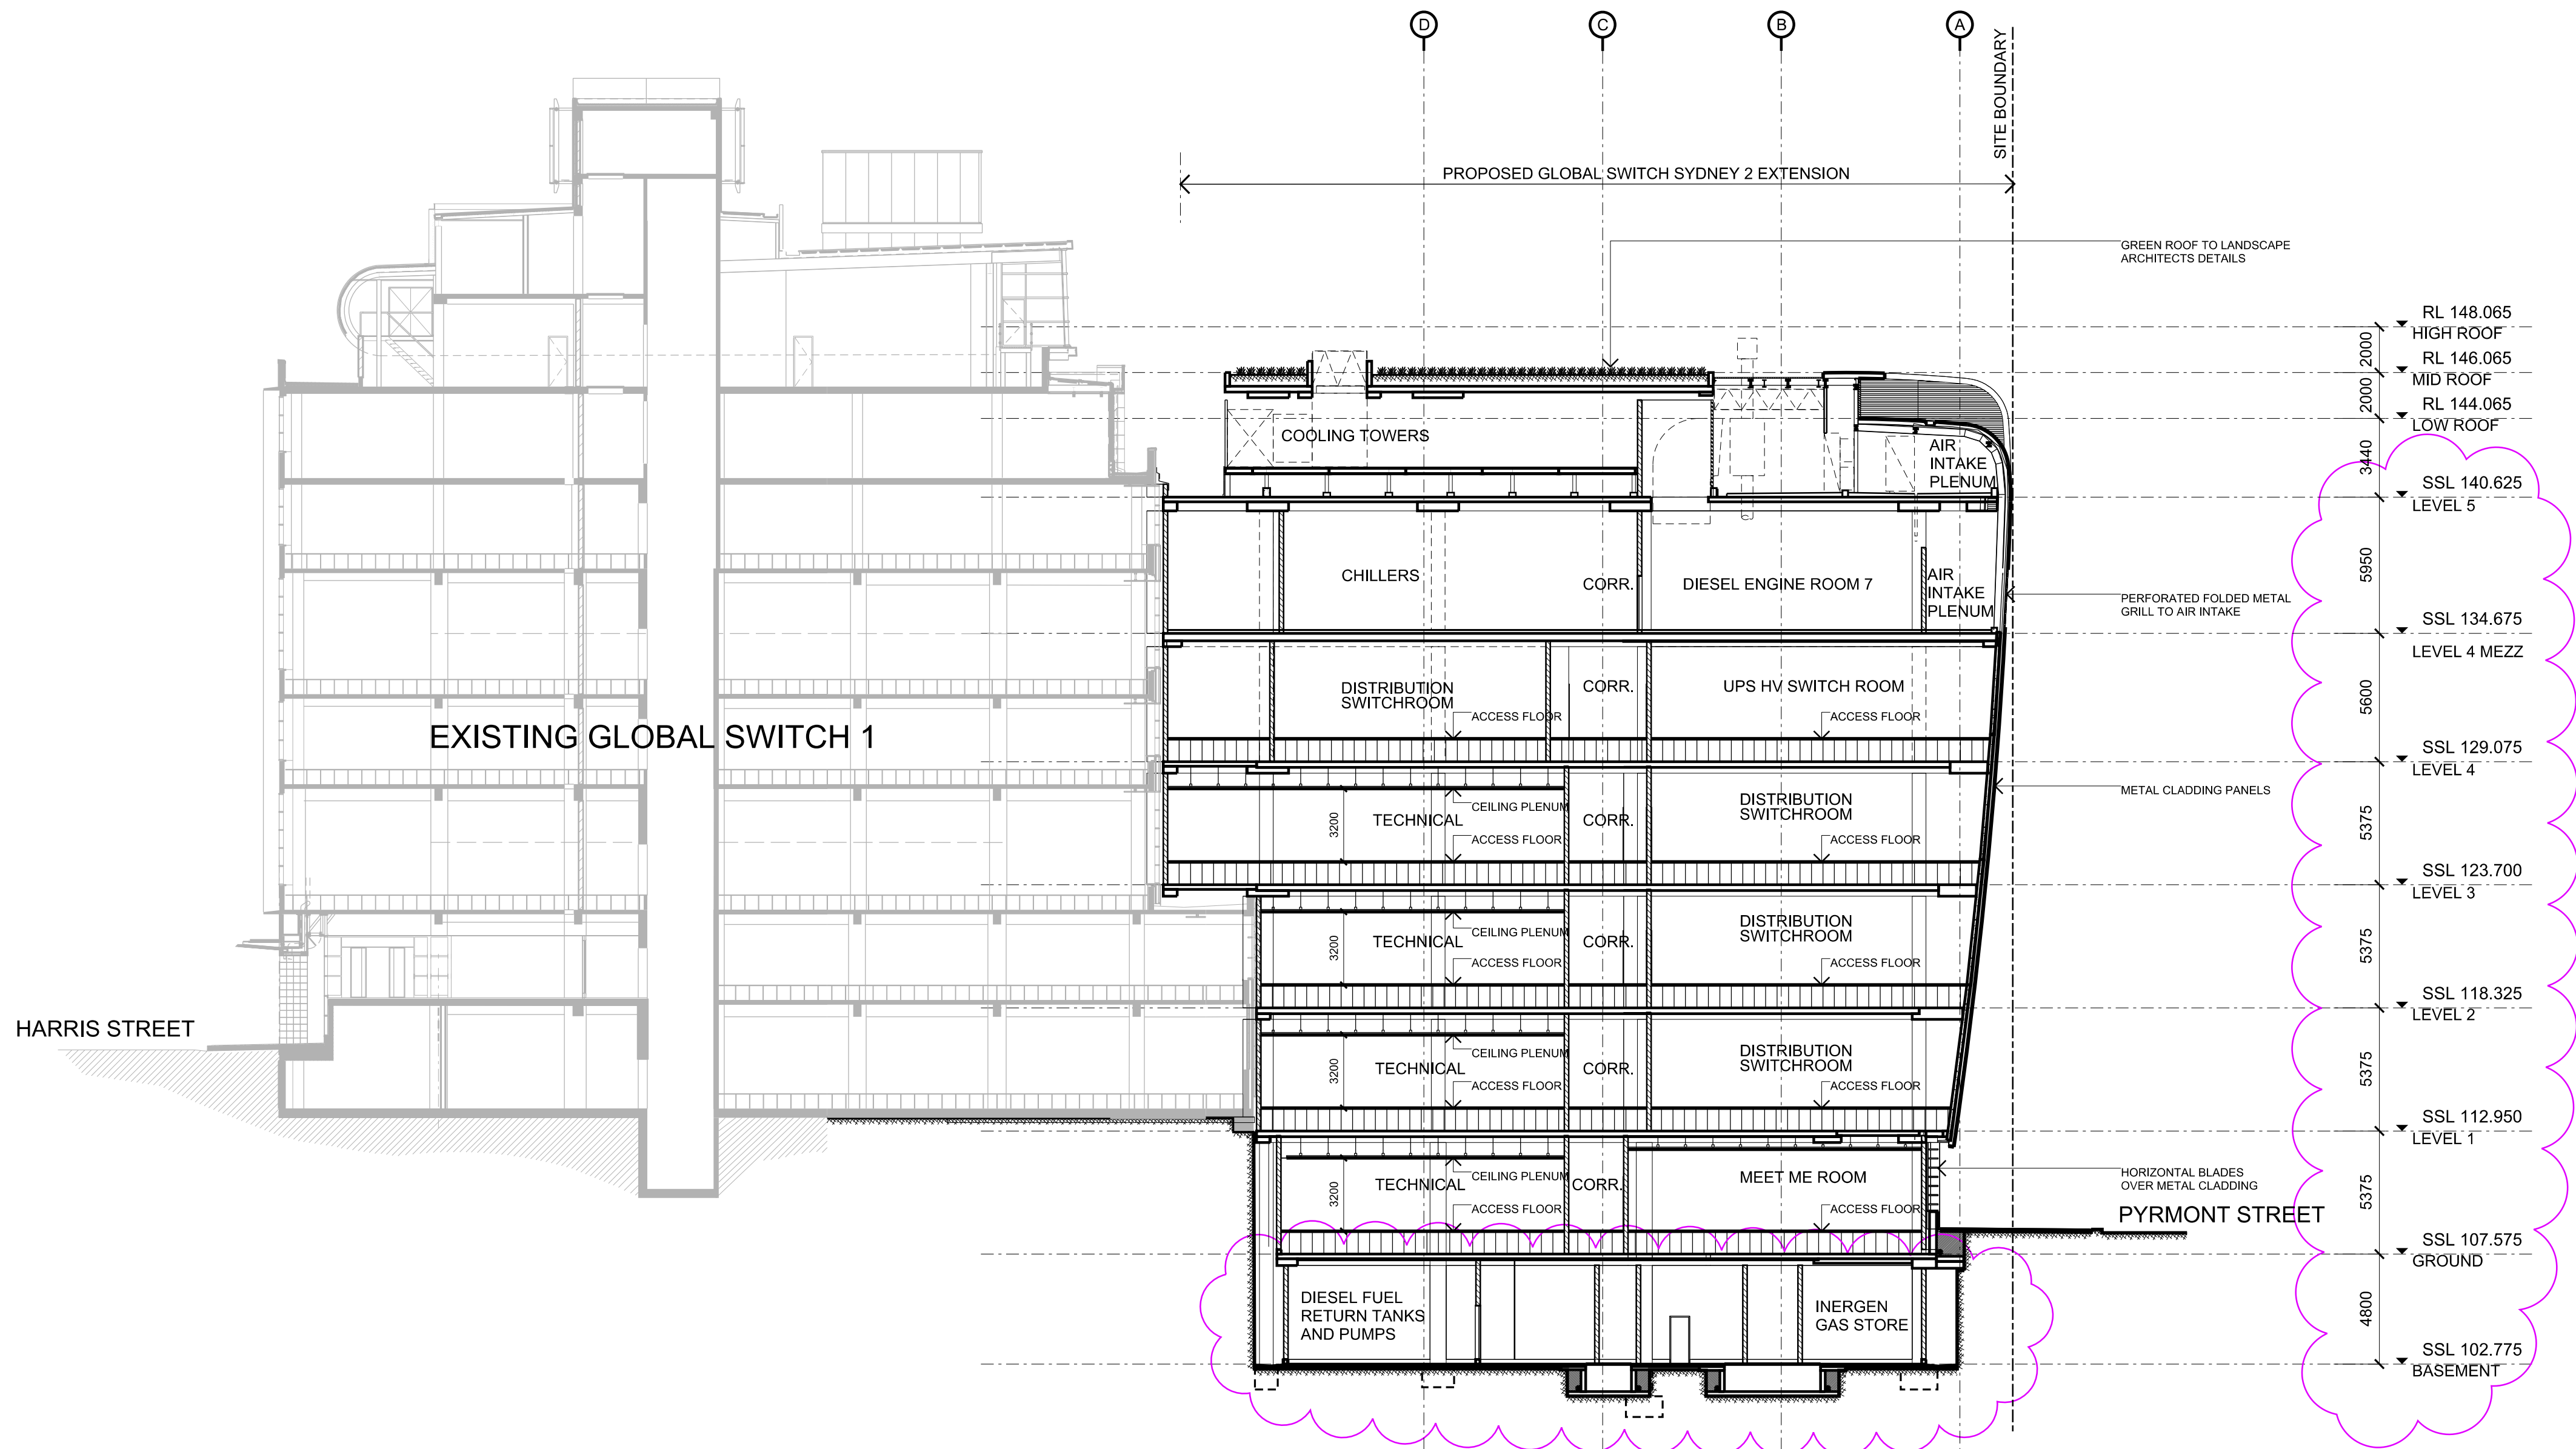 D
C
B
A
SITE BOUNDARY
PROPOSED GLOBAL SWITCH SYDNEY 2 EXTENSION
GREEN ROOF TO LANDSCAPE
ARCHITECTS DETAILS
RL 148.065
HIGH ROOF
2000
RL 146.065
MID ROOF
2000
RL 144.065
LOW ROOF
3440
COOLING TOWERS
AIR
INTAKE
PLENUM
SSL 140.625
LEVEL 5
CHILLERS
CORR.
DIESEL ENGINE ROOM 7
AIR
INTAKE
PLENUM
PERFORATED FOLDED METAL
GRILL TO AIR INTAKE
5950
SSL 134.675
LEVEL 4 MEZZ
DISTRIBUTION
SWITCHROOM
CORR.
UPS HV SWITCH ROOM
ACCESS FLOOR
ACCESS FLOOR
5600
EXISTING GLOBAL SWITCH 1
SSL 129.075
LEVEL 4
METAL CLADDING PANELS
CEILING PLENUM
3200
TECHNICAL
CORR.
DISTRIBUTION
SWITCHROOM
ACCESS FLOOR
ACCESS FLOOR
5375
SSL 123.700
LEVEL 3
CEILING PLENUM
3200
TECHNICAL
CORR.
DISTRIBUTION
SWITCHROOM
ACCESS FLOOR
ACCESS FLOOR
5375
SSL 118.325
LEVEL 2
HARRIS STREET
CEILING PLENUM
3200
TECHNICAL
CORR.
DISTRIBUTION
SWITCHROOM
ACCESS FLOOR
ACCESS FLOOR
5375
SSL 112.950
LEVEL 1
CEILING PLENUM
3200
TECHNICAL
CORR.
MEET ME ROOM
ACCESS FLOOR
ACCESS FLOOR
HORIZONTAL BLADES
OVER METAL CLADDING
PYRMONT STREET
5375
SSL 107.575
GROUND
DIESEL FUEL
RETURN TANKS
AND PUMPS
INERGEN
GAS STORE
4800
SSL 102.775
BASEMENT